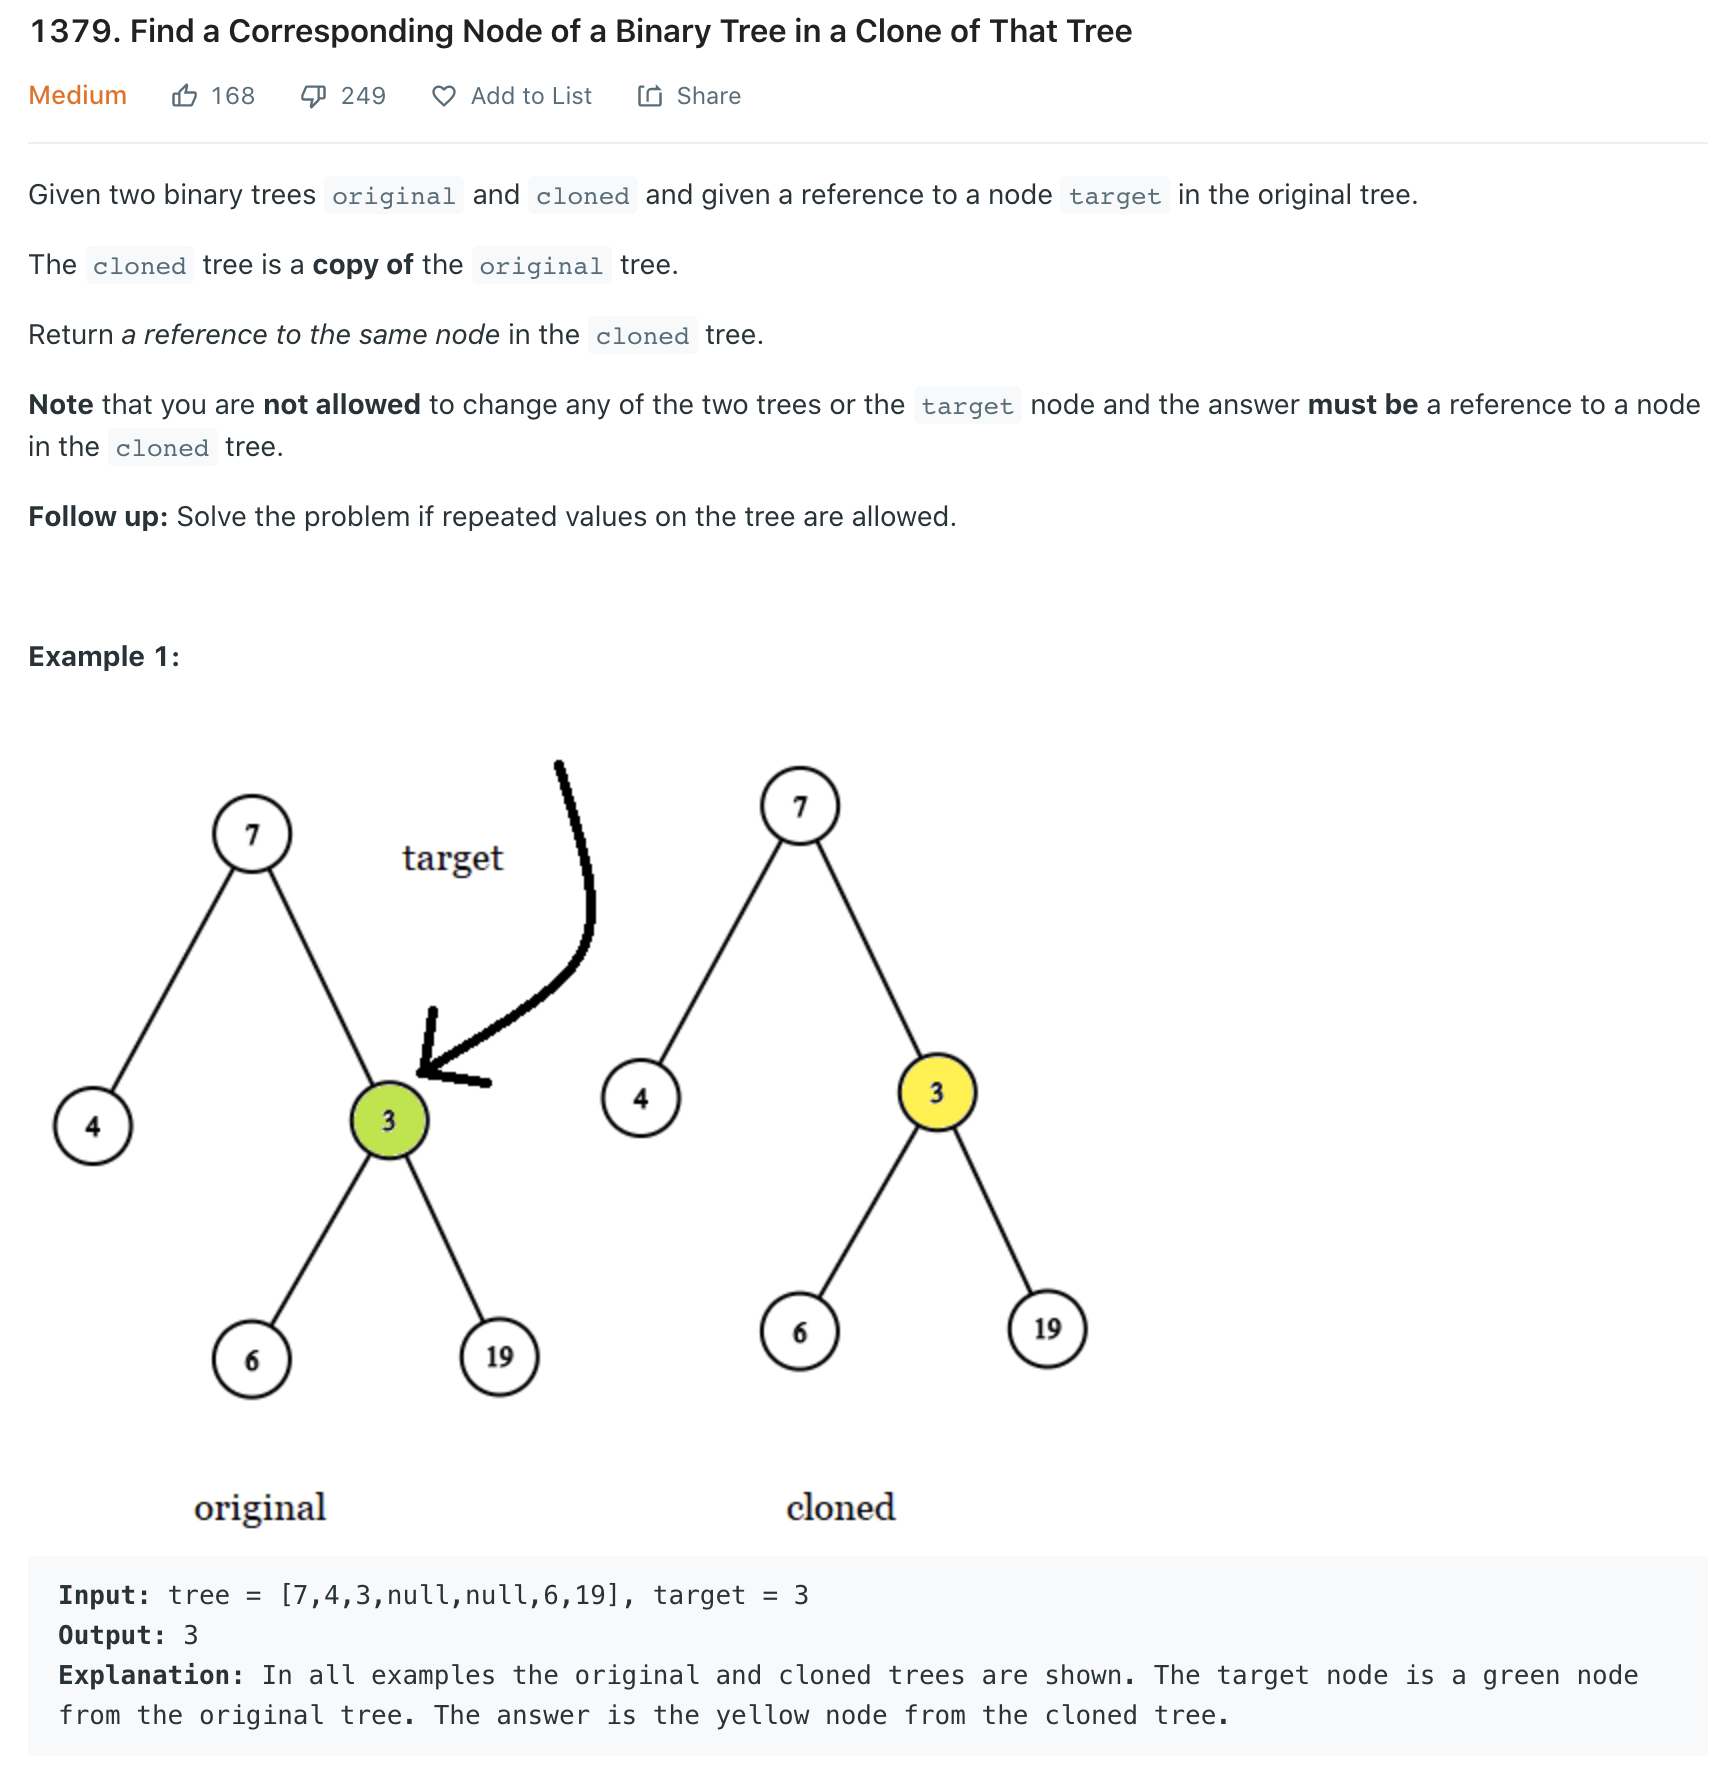 1379. Find a Corresponding Node of a Binary Tree in a Clone of That Tree
Medium 168 249 Add to List Share
Given two binary trees original and cloned and given a reference to a node target in the original tree.
The cloned tree is a copy of the original tree.
Return a reference to the same node in the cloned tree.
Note that you are not allowed to change any of the two trees or the target node and the answer must be a reference to a node
in the cloned tree.
Follow up: Solve the problem if repeated values on the tree are allowed.
Example 1:
7
target
4
3
6
19
original
7
4
3
6
19
cloned
Input: tree = [7,4,3,null,null,6,19], target = 3
Output: 3
Explanation: In all examples the original and cloned trees are shown. The target node is a green node
from the original tree. The answer is the yellow node from the cloned tree.